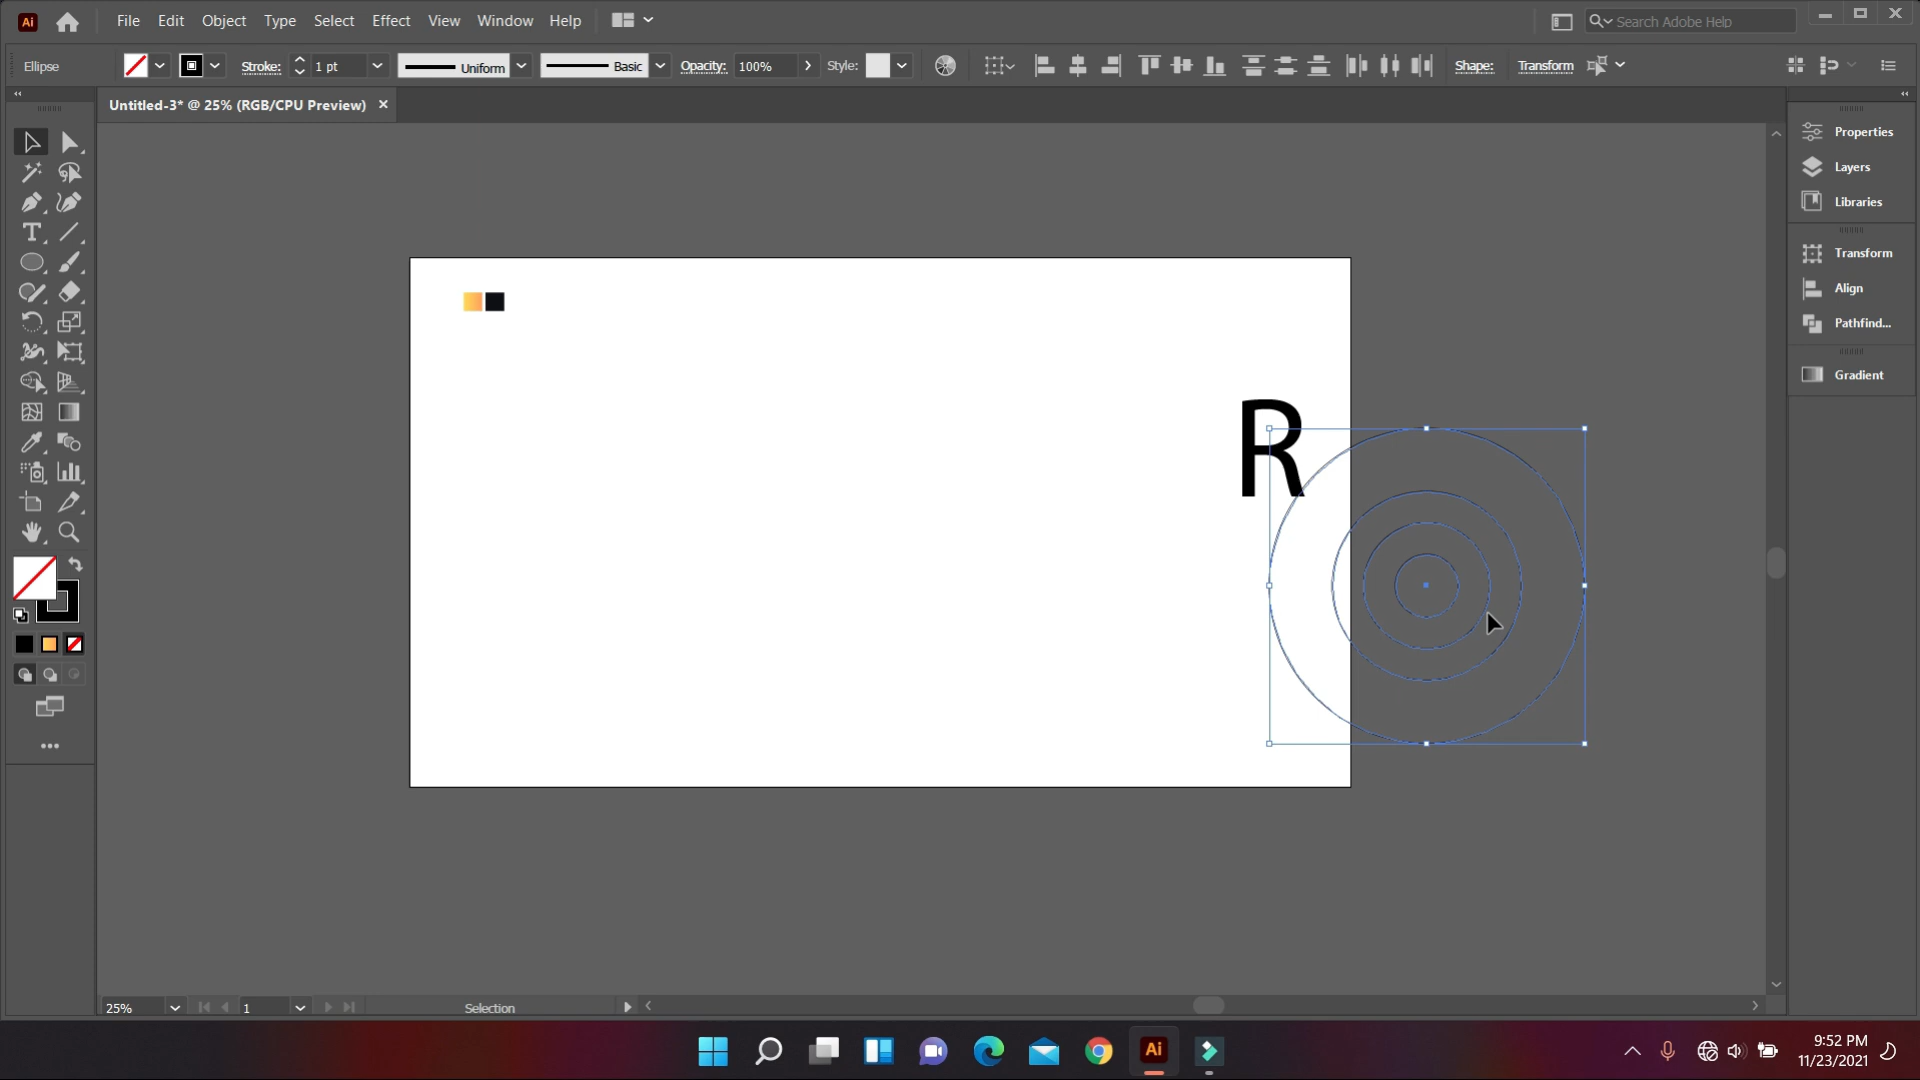 Ai File Edit Object Type Select Effect View Window Help Search Adobe Help
Ellipse Stroke: 1 pt Uniform Basic Opacity: 100% Style: Shape: Transform
Untitled-3* @ 25% (RGB/CPU Preview) ×
Properties
Layers
Libraries
Transform
Align
Pathfind...
Gradient
T
R
25% 1 Selection
Ai
9:52 PM
11/23/2021